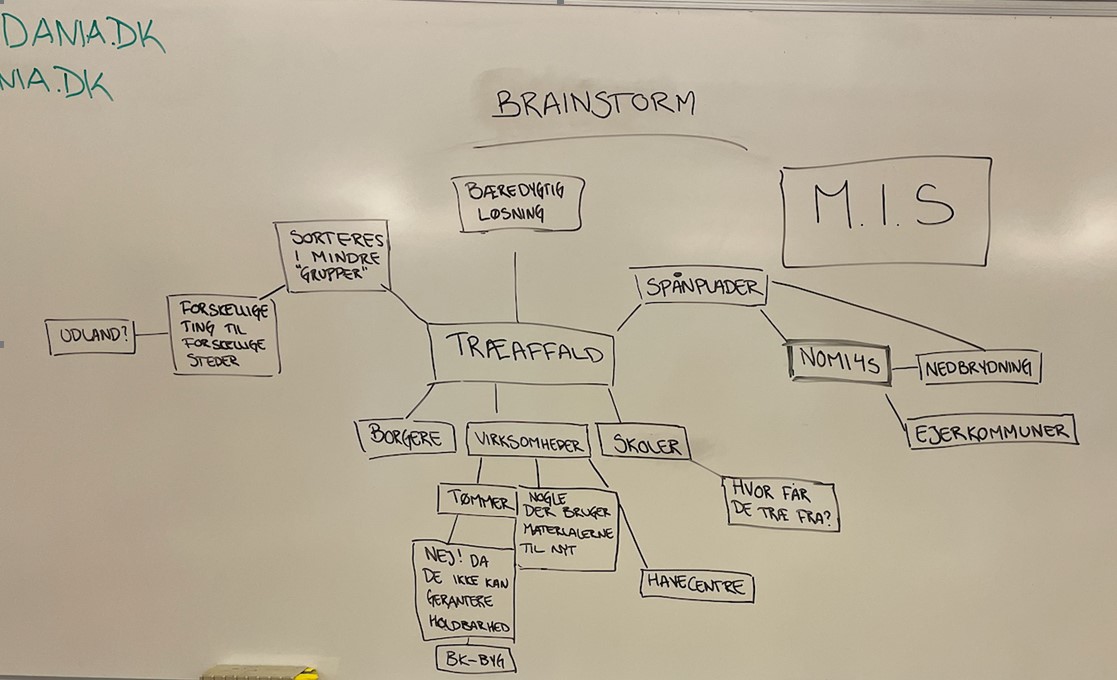 DANIA.DK
NIA.DK
BRAINSTORM
BÆREDYGTIG
LØSNING
M.I.S
SORTERES
I MINDRE
"GRUPPER"
SPÅNPLADER
FORSKELLIGE
TING TIL
FORSKELLIGE
STEDER
UDLAND?
TRÆAFFALD
NOMI4S
NEDBRYDNING
EJERKOMMUNER
BORGERE
VIRKSOMHEDER
SKOLER
HVOR FÅR
DE TRÆ FRA?
TØMMER
NOGLE
DER BRUGER
MATERIALERNE
TIL NYT
HAVECENTRE
NEJ! DA
DE IKKE KAN
GERANTERE
HOLDBARHED
BK-BYG